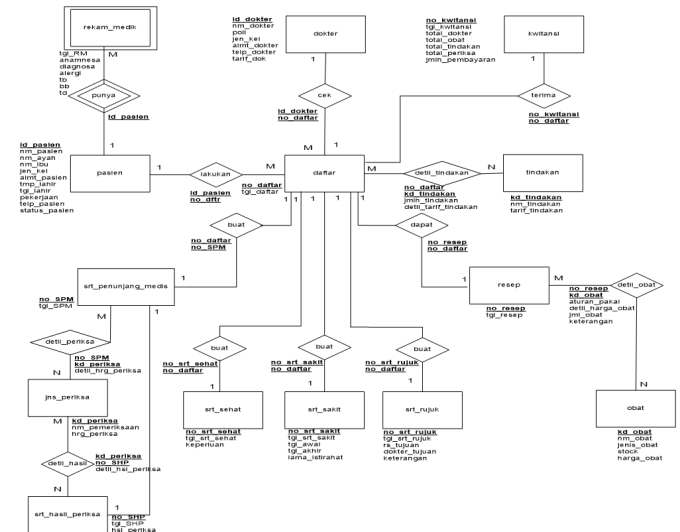 rekam_medik
M
tgl_RM
anamnesa
diagnosa
alergi
tb
bb
td
punya
id_pasien
1
id_dokter
nm_dokter
poli
jen_kel
almt_dokter
telp_dokter
tarif_dok
dokter
1
cek
id_dokter
no_daftar
1
no_kwitansi
tgl_kwitansi
total_dokter
total_obat
total_tindakan
total_periksa
jmln_pembayaran
kwitansi
1
terima
no_kwitansi
no_daftar
id_pasien
nm_pasien
nm_ayah
nm_ibu
jen_kel
almt_pasien
tmp_lahir
tgl_lahir
pekerjaan
telp_pasien
status_pasien
pasien
1
lakukan
id_pasien
no_dftr
M
M
daftar
M
no_daftar
tgl_daftar
M
detil_tindakan
no_daftar
kd_tindakan
jmln_tindakan
detil_tarif_tindakan
N
tindakan
kd_tindakan
nm_tindakan
tarif_tindakan
1
1
1
1
1
1
buat
no_daftar
no_SPM
1
dapat
no_resep
no_daftar
1
srt_penunjang_medis
no_SPM
tgl_SPM
M
1
detil_periksa
no_SPM
kd_periksa
detil_hrg_periksa
N
jns_periksa
kd_periksa
nm_pemeriksaan
hrg_periksa
M
detil_hasil
kd_periksa
no_SHP
detil_hsl_periksa
N
srt_hasil_periksa
1
no_SHP
tgl_SHP
hsl_periksa
buat
no_srt_sehat
no_daftar
1
srt_sehat
no_srt_sehat
tgl_srt_sehat
keperluan
buat
no_srt_sakit
no_daftar
1
srt_sakit
no_srt_sakit
tgl_srt_sakit
tgl_awal
tgl_akhir
lama_istirahat
buat
no_srt_rujuk
no_daftar
1
srt_rujuk
no_srt_rujuk
tgl_srt_rujuk
rs_tujuan
dokter_tujuan
keterangan
resep
no_resep
tgl_resep
M
detil_obat
no_resep
kd_obat
aturan_pakai
detil_harga_obat
jml_obat
keterangan
N
obat
kd_obat
nm_obat
jenis_obat
stock
harga_obat